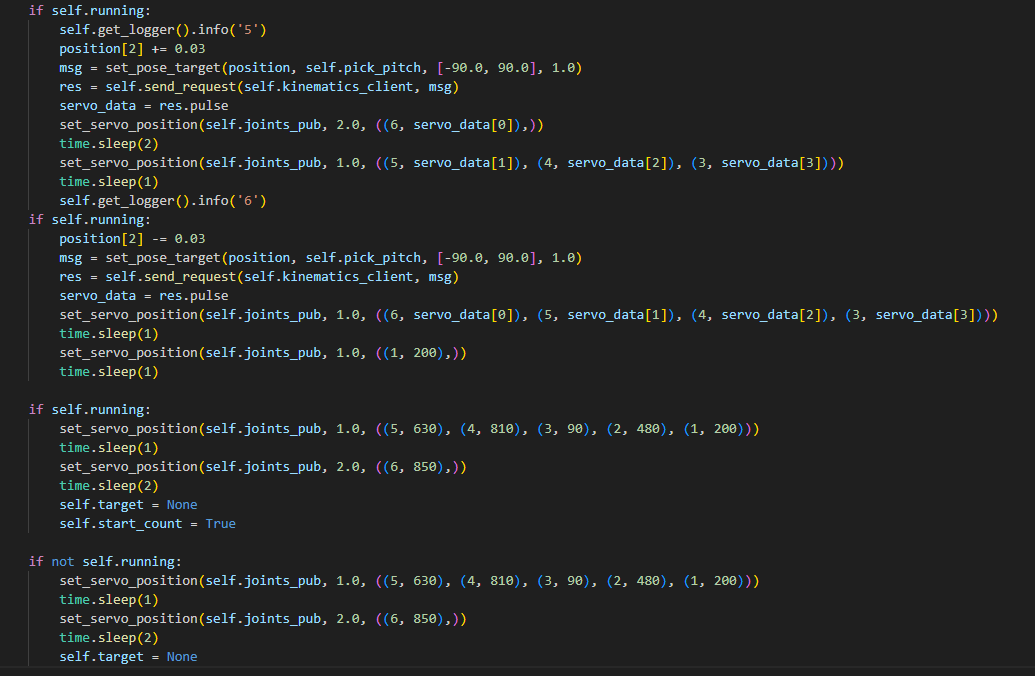 if self.running:
    self.get_logger().info('5')
    position[2] += 0.03
    msg = set_pose_target(position, self.pick_pitch, [-90.0, 90.0], 1.0)
    res = self.send_request(self.kinematics_client, msg)
    servo_data = res.pulse
    set_servo_position(self.joints_pub, 2.0, ((6, servo_data[0]),))
    time.sleep(2)
    set_servo_position(self.joints_pub, 1.0, ((5, servo_data[1]), (4, servo_data[2]), (3, servo_data[3])))
    time.sleep(1)
    self.get_logger().info('6')
if self.running:
    position[2] -= 0.03
    msg = set_pose_target(position, self.pick_pitch, [-90.0, 90.0], 1.0)
    res = self.send_request(self.kinematics_client, msg)
    servo_data = res.pulse
    set_servo_position(self.joints_pub, 1.0, ((6, servo_data[0]), (5, servo_data[1]), (4, servo_data[2]), (3, servo_data[3])))
    time.sleep(1)
    set_servo_position(self.joints_pub, 1.0, ((1, 200),))
    time.sleep(1)

if self.running:
    set_servo_position(self.joints_pub, 1.0, ((5, 630), (4, 810), (3, 90), (2, 480), (1, 200)))
    time.sleep(1)
    set_servo_position(self.joints_pub, 2.0, ((6, 850),))
    time.sleep(2)
    self.target = None
    self.start_count = True

if not self.running:
    set_servo_position(self.joints_pub, 1.0, ((5, 630), (4, 810), (3, 90), (2, 480), (1, 200)))
    time.sleep(1)
    set_servo_position(self.joints_pub, 2.0, ((6, 850),))
    time.sleep(2)
    self.target = None